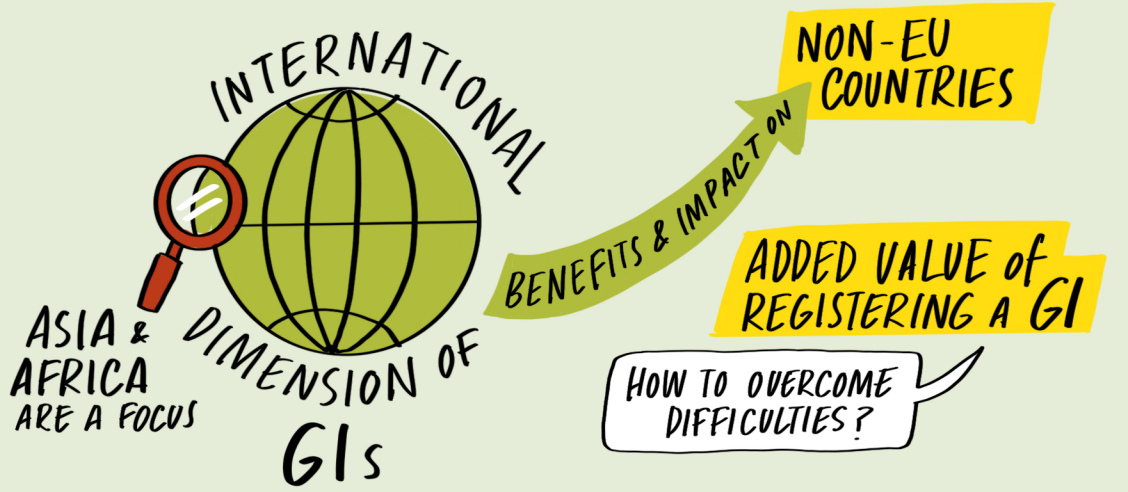 INTERNATIONAL
DIMENSION OF
GIs
ASIA &
AFRICA
ARE A FOCUS
BENEFITS & IMPACT ON
NON-EU
COUNTRIES
ADDED VALUE of
REGISTERING A GI
HOW TO OVERCOME
DIFFICULTIES?